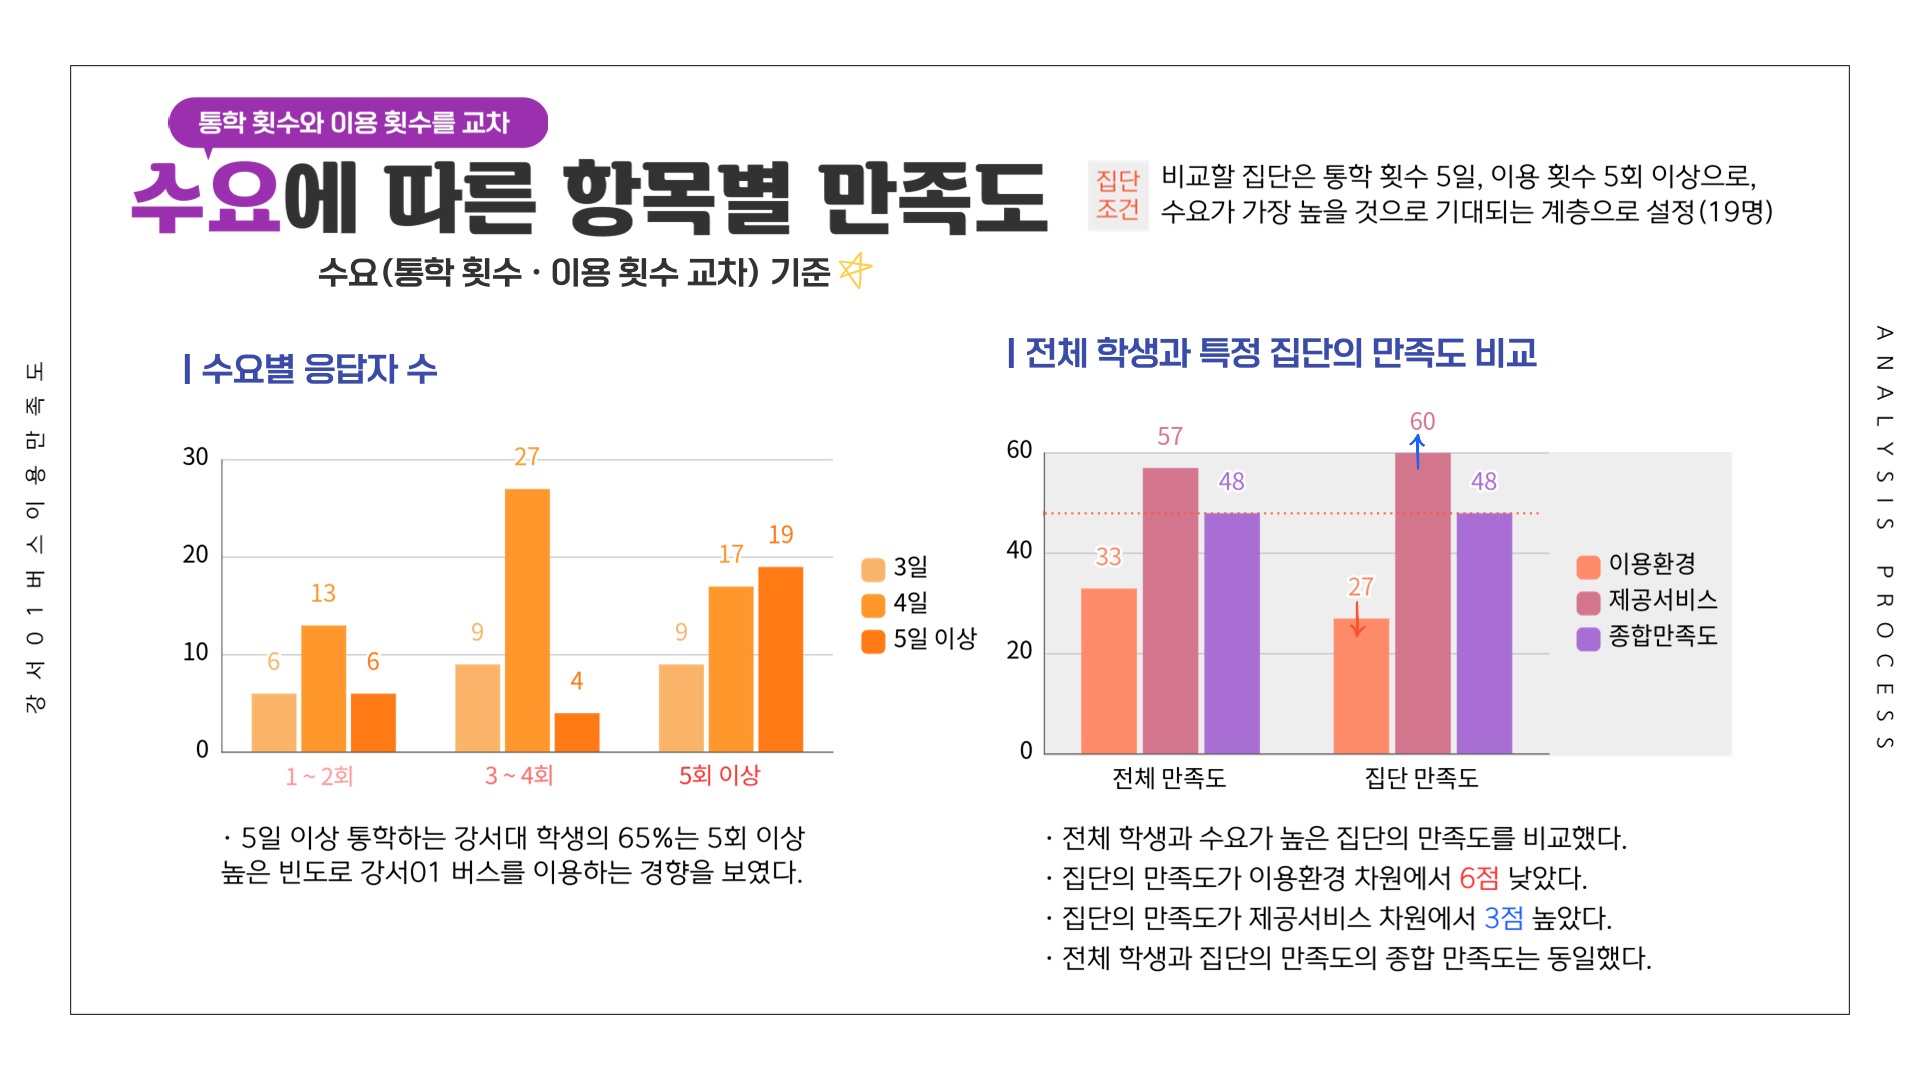 통학 횟수와 이용 횟수를 교차
수요에 따른 항목별 만족도
수요(통학 횟수 · 이용 횟수 교차) 기준
집단
조건
비교할 집단은 통학 횟수 5일, 이용 횟수 5회 이상으로,
수요가 가장 높을 것으로 기대되는 계층으로 설정(19명)
강서01버스이용만족도
| 수요별 응답자 수
30
20
10
0
6
13
6
9
27
4
9
17
19
1 ~ 2회
3 ~ 4회
5회 이상
3일
4일
5일 이상
· 5일 이상 통학하는 강서대 학생의 65%는 5회 이상
높은 빈도로 강서01 버스를 이용하는 경향을 보였다.
| 전체 학생과 특정 집단의 만족도 비교
60
40
20
0
33
57
48
27
60
48
전체 만족도
집단 만족도
이용환경
제공서비스
종합만족도
· 전체 학생과 수요가 높은 집단의 만족도를 비교했다.
· 집단의 만족도가 이용환경 차원에서 6점 낮았다.
· 집단의 만족도가 제공서비스 차원에서 3점 높았다.
· 전체 학생과 집단의 만족도의 종합 만족도는 동일했다.
ANALYSIS PROCESS